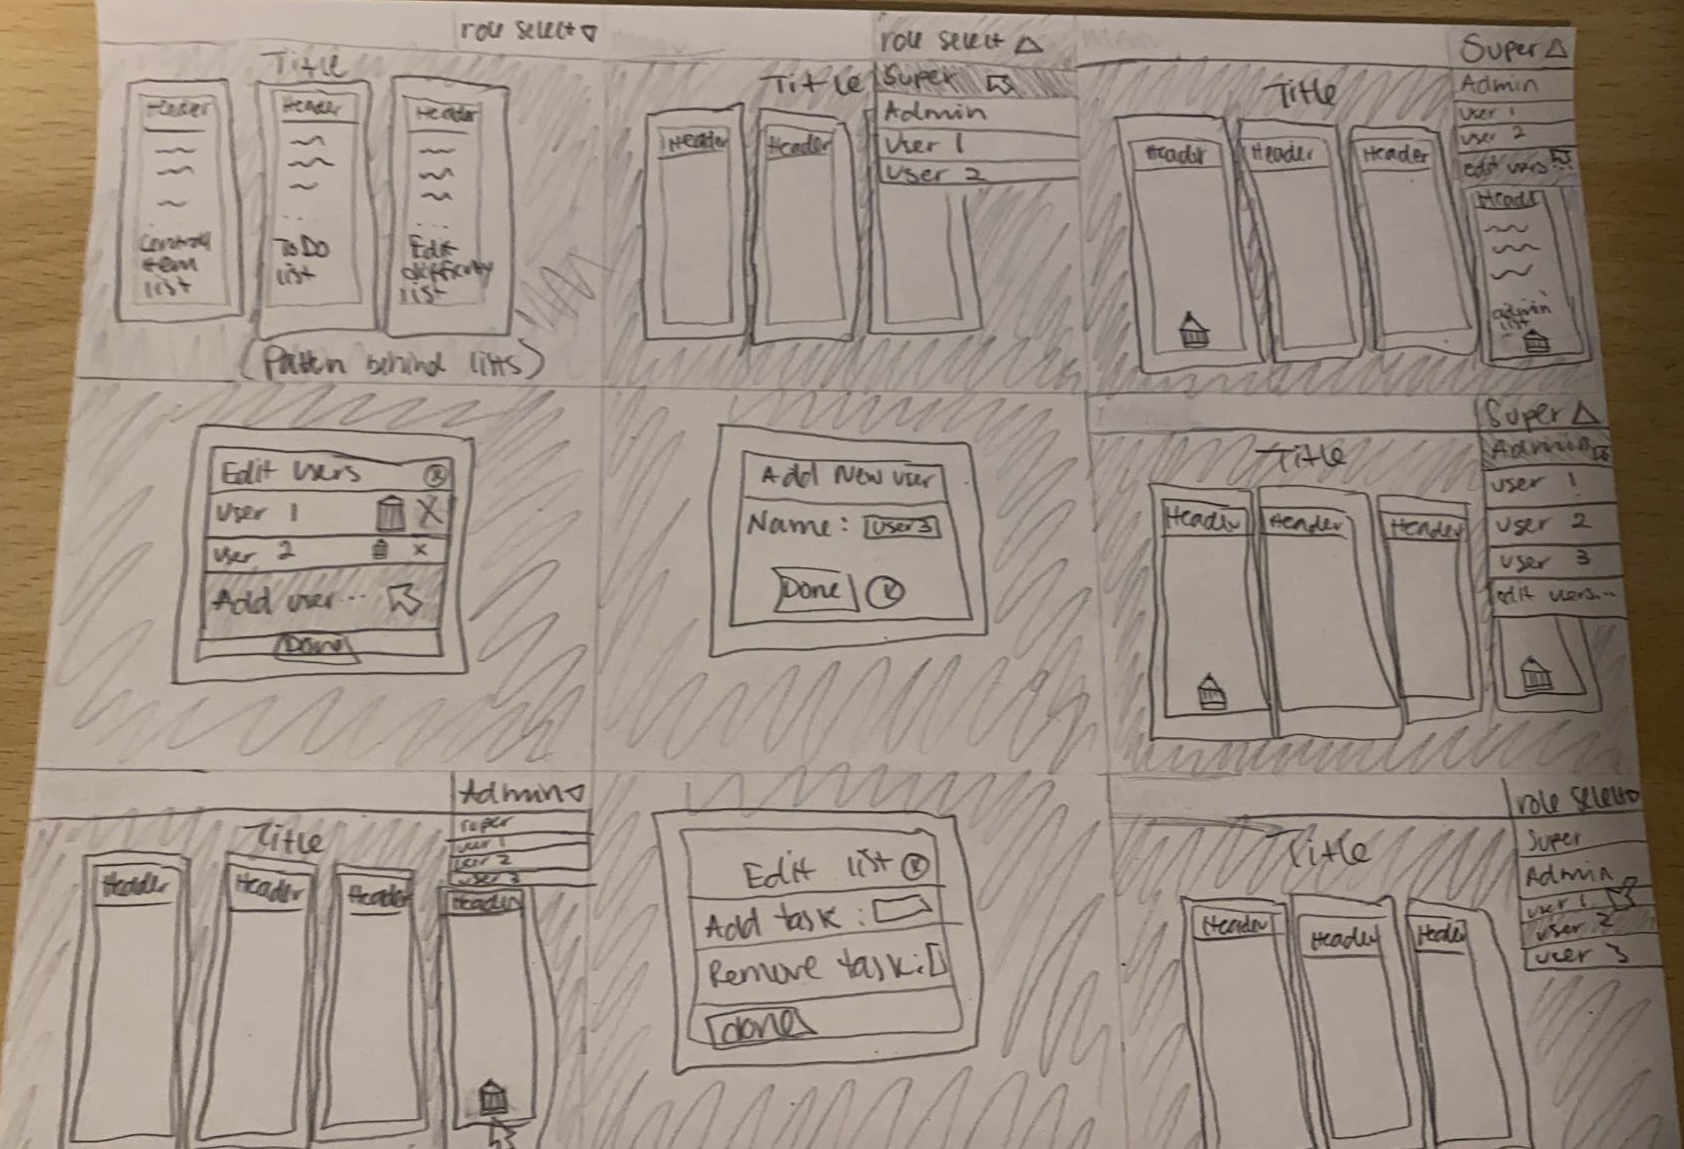 role select
Title
Header
Header
Header
Central
item
list
To Do
list
Edit
difficulty
list
(Pattern behind lists)
role select
Title
Super
Admin
User 1
User 2
Header
Header
Super
Title
Admin
User 1
User 2
edit users...
Header
Header
Header
Header
admin
list
Edit Users X
User 1 X
User 2 x
Add user...
Done
Add New User
Name: User3
Done X
Super
Title
Admin
User 1
User 2
User 3
edit users...
Header
Header
Header
Admin
Title
super
user 1
user 2
user 3
Header
Header
Header
Header
Edit list X
Add task:
Remove task:
done
role select
Title
Super
Admin
user 1
user 2
user 3
Header
Header
Header